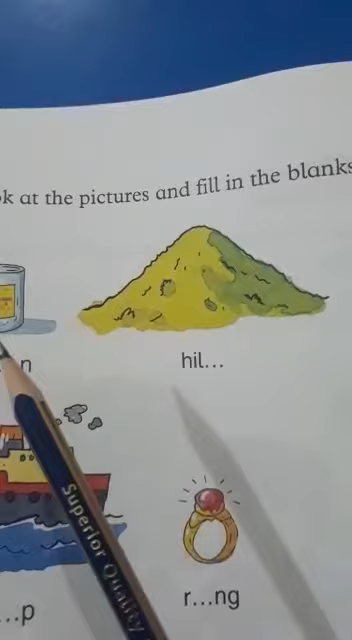 ok at the pictures and fill in the blanks
n
hil...
Superior Quality
...p
r...ng